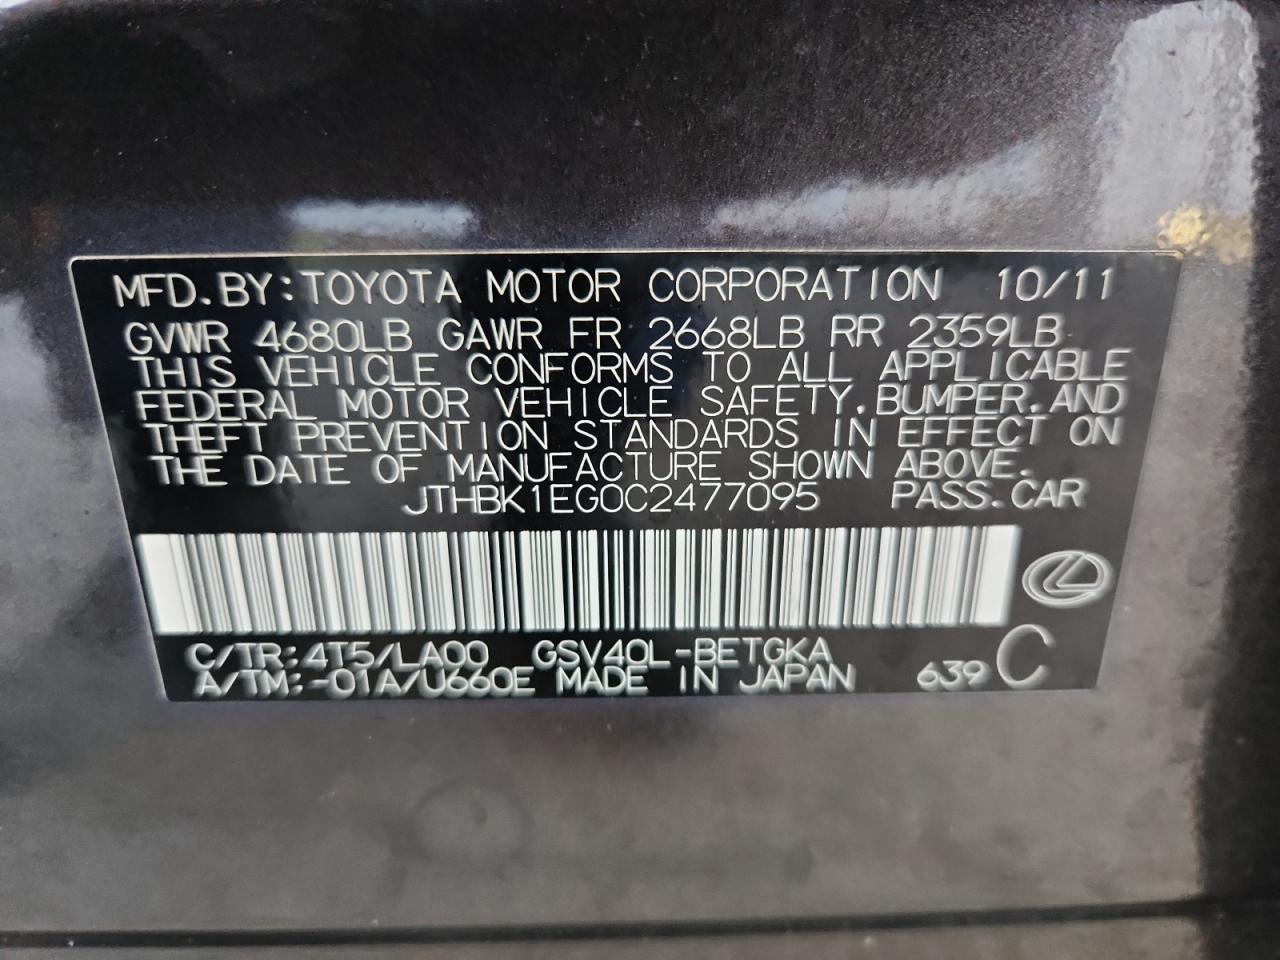 MFD.BY:TOYOTA MOTOR CORPORATION 10/11
GVWR 4680LB GAWR FR 2668LB RR 2359LB
THIS VEHICLE CONFORMS TO ALL APPLICABLE
FEDERAL MOTOR VEHICLE SAFETY,BUMPER,AND
THEFT PREVENTION STANDARDS IN EFFECT ON
THE DATE OF MANUFACTURE SHOWN ABOVE.
JTHBK1EG0C2477095 PASS.CAR
C/TR:4T5/LA00 GSV40L-BETGKA
A/TM:-01A/U660E MADE IN JAPAN 639 C